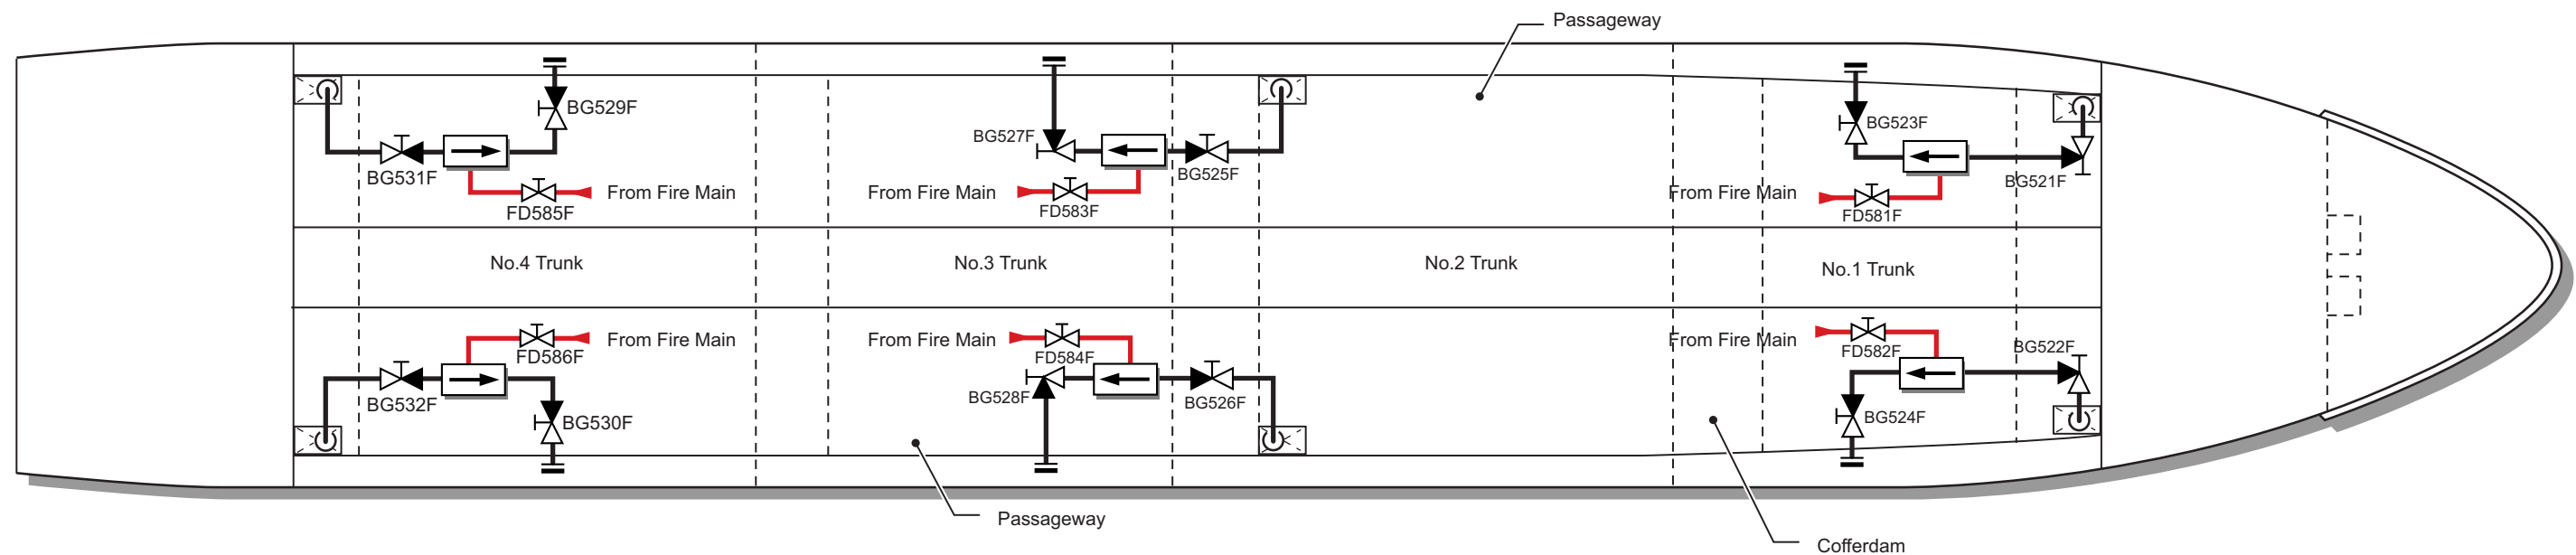 Passageway
BG529F
BG523F
BG527F
BG531F
BG525F
BG521F
From Fire Main
From Fire Main
From Fire Main
FD585F
FD583F
FD581F
No.4 Trunk
No.3 Trunk
No.2 Trunk
No.1 Trunk
From Fire Main
From Fire Main
From Fire Main
FD586F
FD584F
FD582F
BG522F
BG532F
BG528F
BG526F
BG530F
BG524F
Passageway
Cofferdam